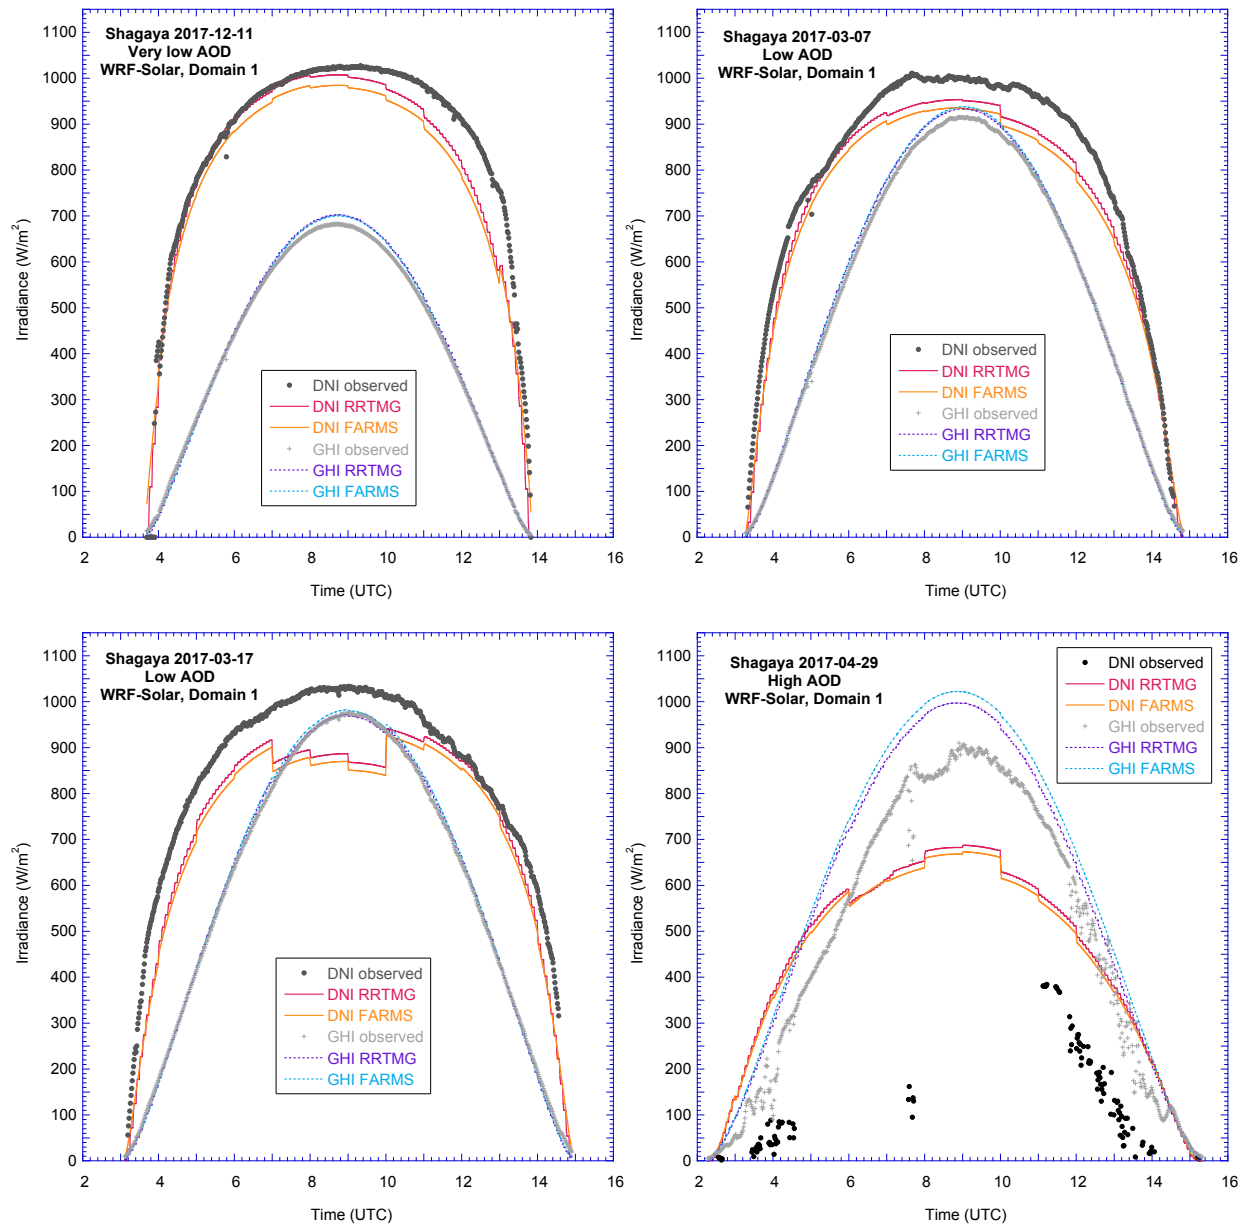 Shagaya 2017-12-11
Very low AOD
WRF-Solar, Domain 1
Irradiance (W/m²)
1100
1000
900
800
700
600
500
400
300
200
100
0
DNI observed
DNI RRTMG
DNI FARMS
GHI observed
GHI RRTMG
GHI FARMS
2 4 6 8 10 12 14 16
Time (UTC)
Shagaya 2017-03-07
Low AOD
WRF-Solar, Domain 1
Irradiance (W/m²)
1100
1000
900
800
700
600
500
400
300
200
100
0
DNI observed
DNI RRTMG
DNI FARMS
GHI observed
GHI RRTMG
GHI FARMS
2 4 6 8 10 12 14 16
Time (UTC)
Shagaya 2017-03-17
Low AOD
WRF-Solar, Domain 1
Irradiance (W/m²)
1100
1000
900
800
700
600
500
400
300
200
100
0
DNI observed
DNI RRTMG
DNI FARMS
GHI observed
GHI RRTMG
GHI FARMS
2 4 6 8 10 12 14 16
Time (UTC)
Shagaya 2017-04-29
High AOD
WRF-Solar, Domain 1
Irradiance (W/m²)
1100
1000
900
800
700
600
500
400
300
200
100
0
DNI observed
DNI RRTMG
DNI FARMS
GHI observed
GHI RRTMG
GHI FARMS
2 4 6 8 10 12 14 16
Time (UTC)